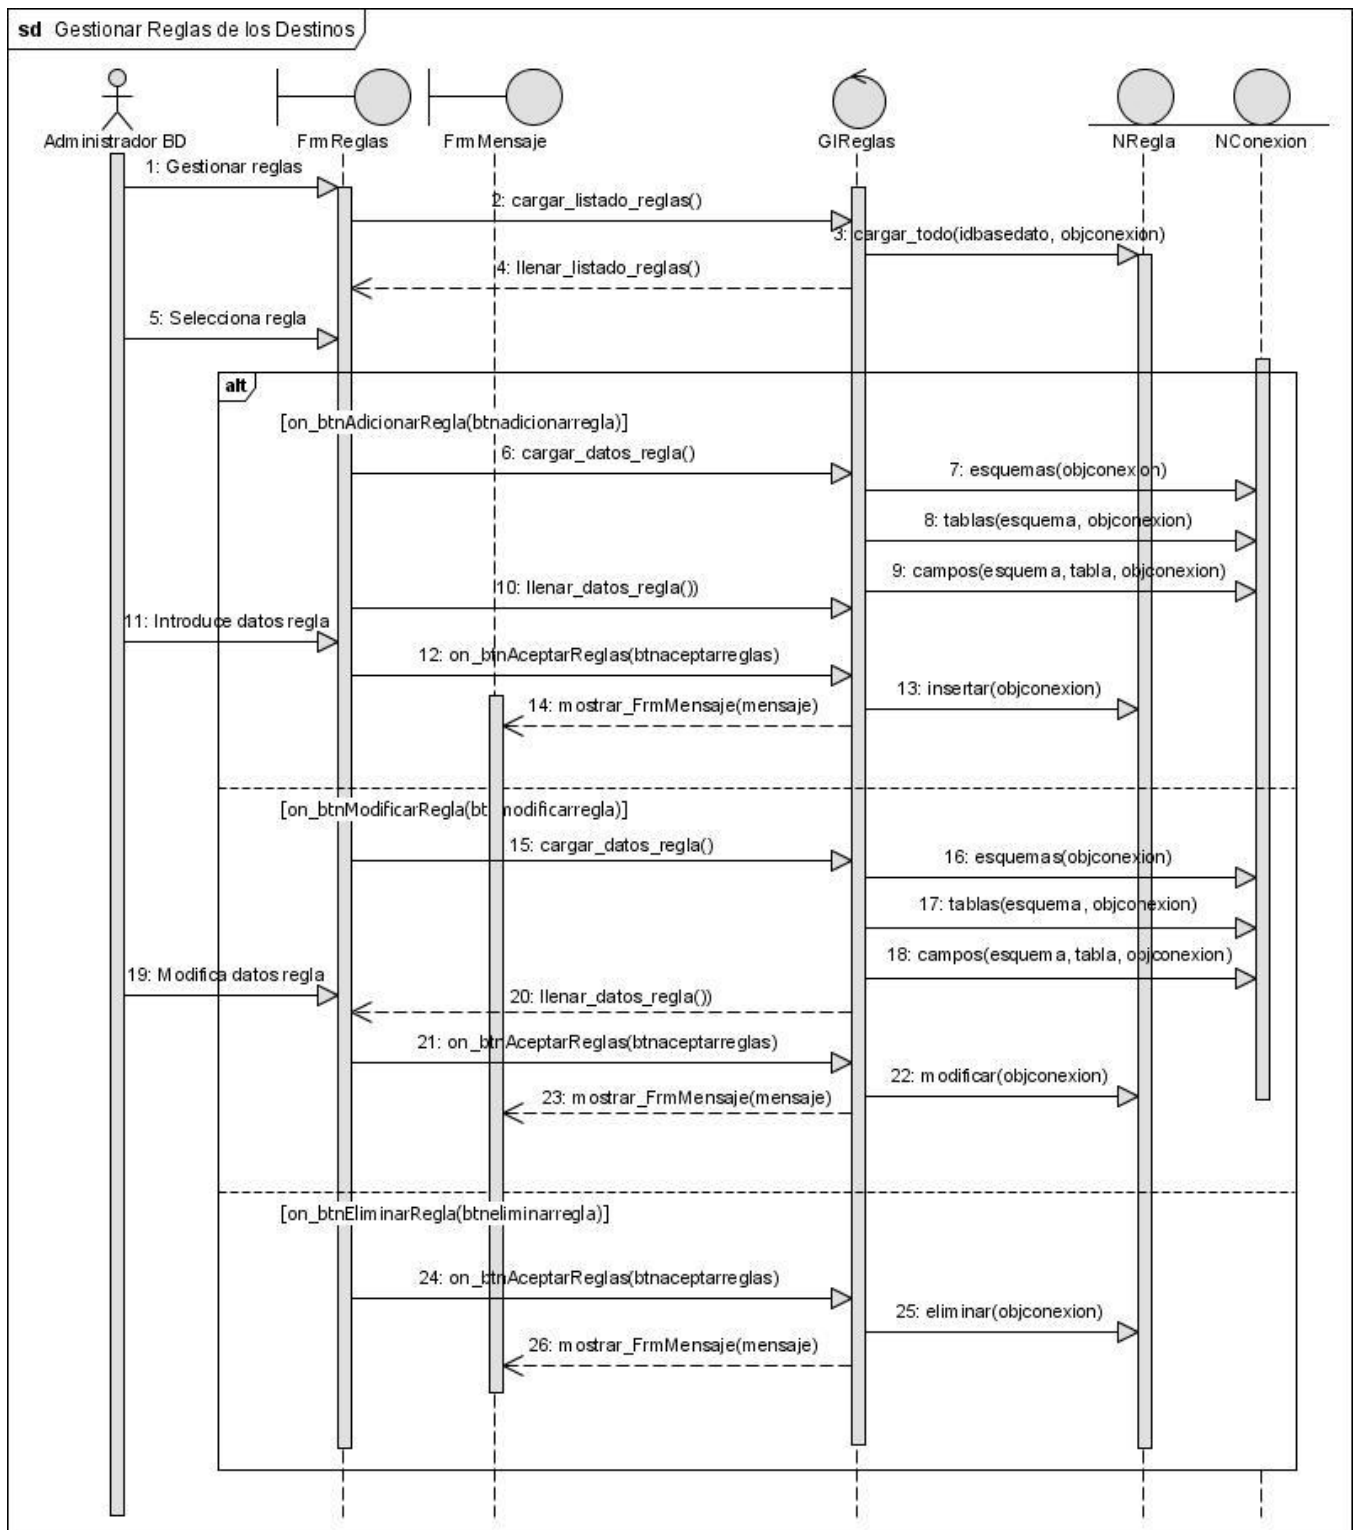 sd Gestionar Reglas de los Destinos
Administrador BD
FrmReglas
FrmMensaje
GIReglas
NRegla
NConexion
1: Gestionar reglas
2: cargar_listado_reglas()
3: cargar_todo(idbasedato, objconexion)
4: llenar_listado_reglas()
5: Selecciona regla
alt
[on_btnAdicionarRegla(btnadicionarregla)]
6: cargar_datos_regla()
7: esquemas(objconexion)
8: tablas(esquema, objconexion)
9: campos(esquema, tabla, objconexion)
10: llenar_datos_regla())
11: Introduce datos regla
12: on_btnAceptarReglas(btnaceptarreglas)
13: insertar(objconexion)
14: mostrar_FrmMensaje(mensaje)
[on_btnModificarRegla(btnmodificarregla)]
15: cargar_datos_regla()
16: esquemas(objconexion)
17: tablas(esquema, objconexion)
18: campos(esquema, tabla, objconexion)
19: Modifica datos regla
20: llenar_datos_regla())
21: on_btnAceptarReglas(btnaceptarreglas)
22: modificar(objconexion)
23: mostrar_FrmMensaje(mensaje)
[on_btnEliminarRegla(btneliminarregla)]
24: on_btnAceptarReglas(btnaceptarreglas)
25: eliminar(objconexion)
26: mostrar_FrmMensaje(mensaje)